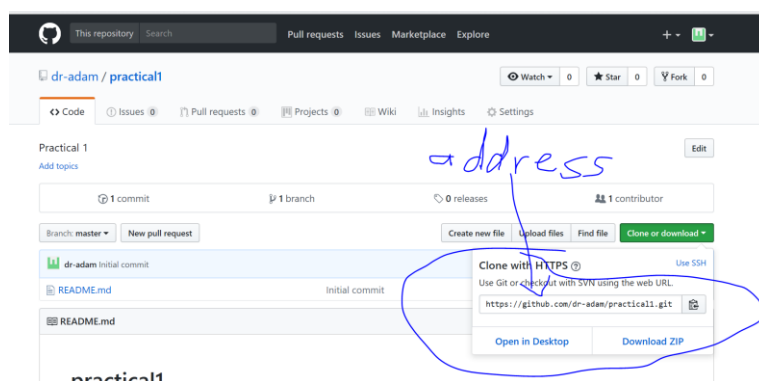 This repository Search Pull requests Issues Marketplace Explore
dr-adam / practical1 Watch 0 Star 0 Fork 0
Code Issues 0 Pull requests 0 Projects 0 Wiki Insights Settings
Practical 1 Edit
Add topics
address
1 commit 1 branch 0 releases 1 contributor
Branch: master New pull request Create new file Upload files Find file Clone or download
dr-adam Initial commit
Clone with HTTPS Use SSH
Use Git or checkout with SVN using the web URL.
README.md Initial commit
https://github.com/dr-adam/practical1.git
README.md
Open in Desktop Download ZIP
practical1